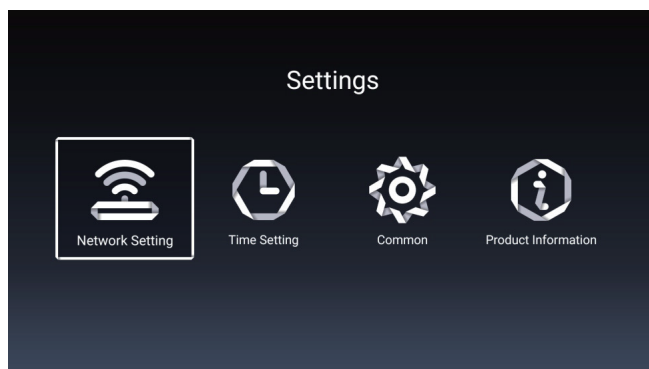 Settings
Network Setting
Time Setting
Common
Product Information